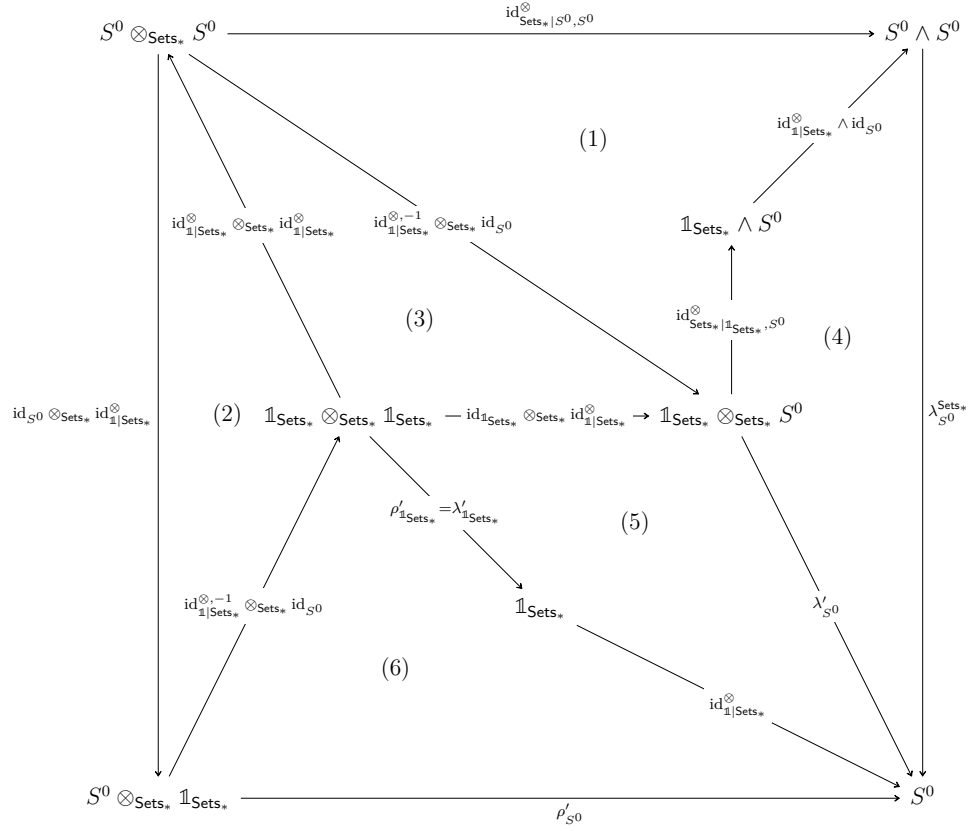 id^⊗_{Sets_*|S^0,S^0}
S^0 ⊗_{Sets_*} S^0
S^0 ∧ S^0
id^⊗_{𝟙|Sets_*} ∧ id_{S^0}
(1)
id^⊗_{𝟙|Sets_*} ⊗_{Sets_*} id^⊗_{𝟙|Sets_*}
id^{⊗,-1}_{𝟙|Sets_*} ⊗_{Sets_*} id_{S^0}
𝟙_{Sets_*} ∧ S^0
(3)
id^⊗_{Sets_*|𝟙_{Sets_*},S^0}
(4)
id_{S^0} ⊗_{Sets_*} id^⊗_{𝟙|Sets_*}
(2)
𝟙_{Sets_*} ⊗_{Sets_*} 𝟙_{Sets_*}
id_{𝟙_{Sets_*}} ⊗_{Sets_*} id^⊗_{𝟙|Sets_*}
𝟙_{Sets_*} ⊗_{Sets_*} S^0
λ^{Sets_*}_{S^0}
ρ'_{𝟙_{Sets_*}} = λ'_{𝟙_{Sets_*}}
(5)
id^{⊗,-1}_{𝟙|Sets_*} ⊗_{Sets_*} id_{S^0}
𝟙_{Sets_*}
λ'_{S^0}
(6)
id^⊗_{𝟙|Sets_*}
S^0 ⊗_{Sets_*} 𝟙_{Sets_*}
S^0
ρ'_{S^0}